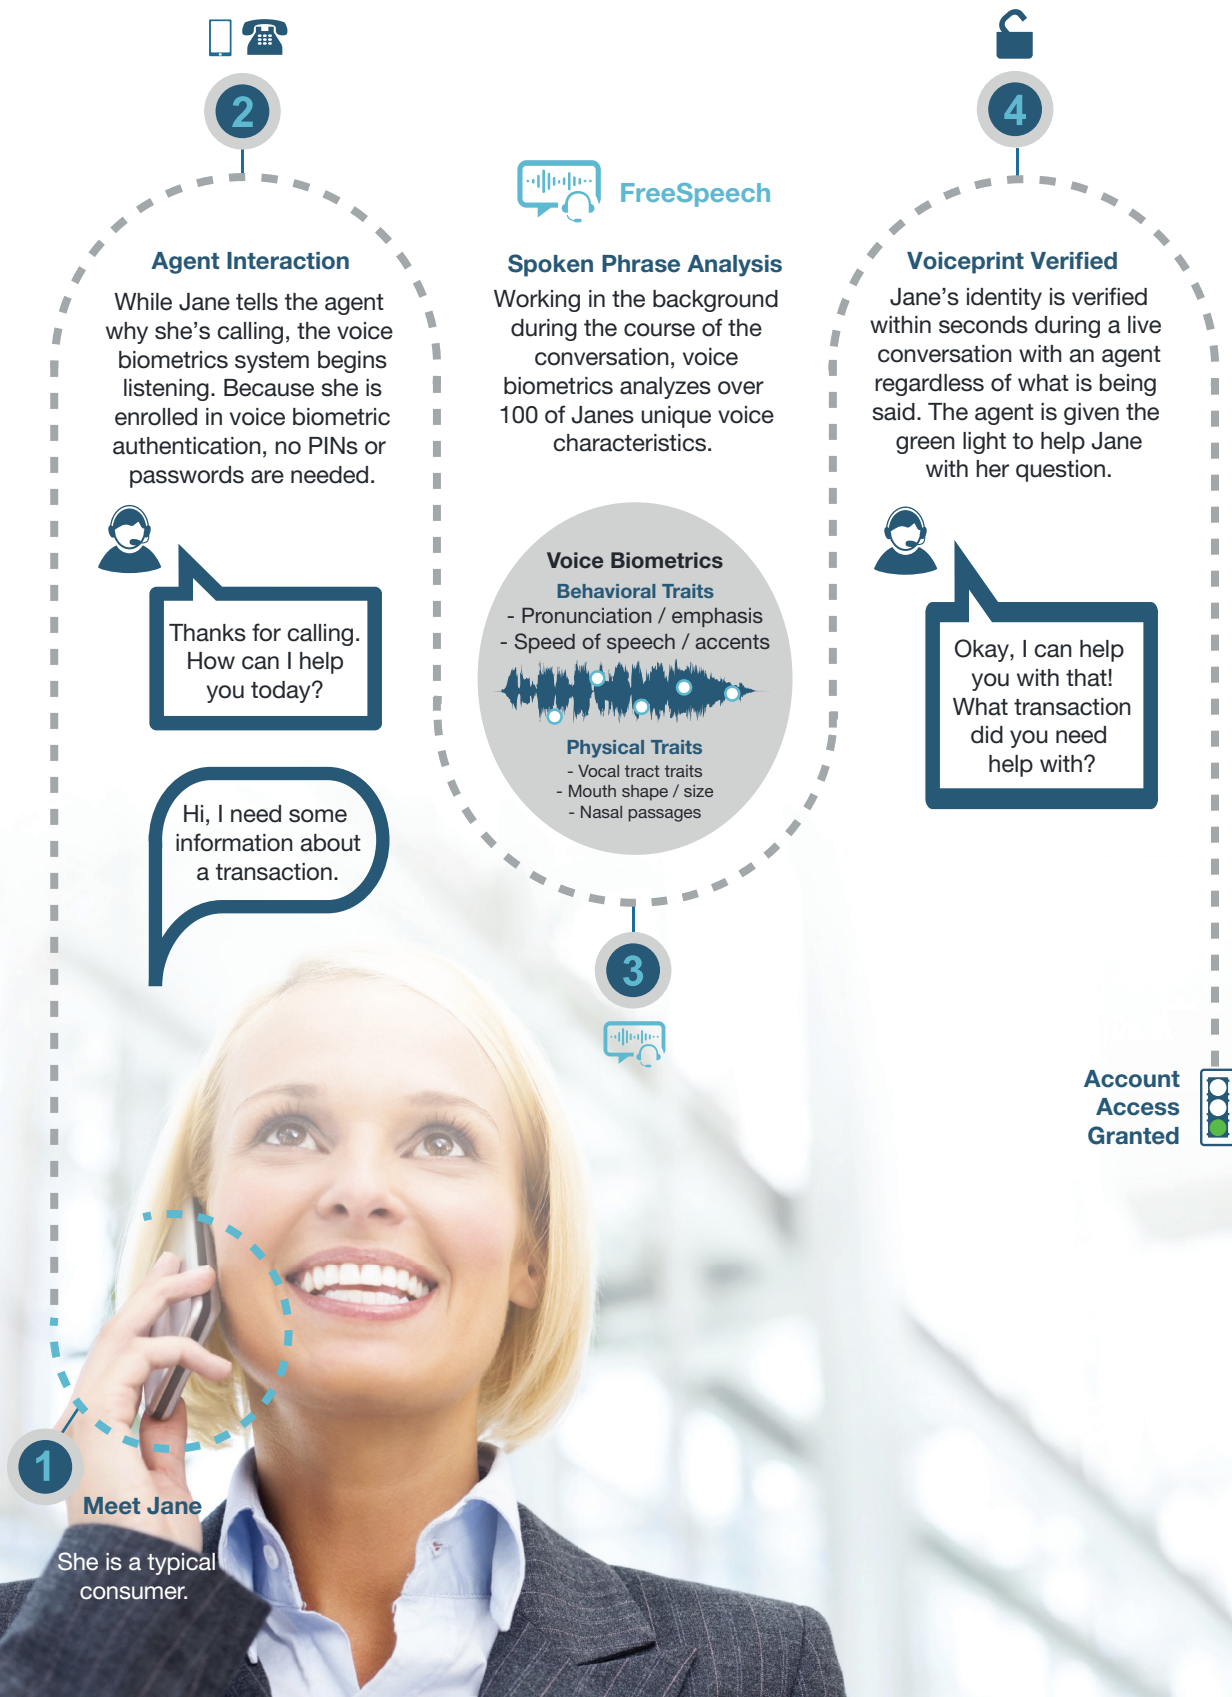 2
Agent Interaction
While Jane tells the agent
why she's calling, the voice
biometrics system begins
listening. Because she is
enrolled in voice biometric
authentication, no PINs or
passwords are needed.
Thanks for calling.
How can I help
you today?
Hi, I need some
information about
a transaction.
1
Meet Jane
She is a typical
consumer.
FreeSpeech
Spoken Phrase Analysis
Working in the background
during the course of the
conversation, voice
biometrics analyzes over
100 of Janes unique voice
characteristics.
Voice Biometrics
Behavioral Traits
- Pronunciation / emphasis
- Speed of speech / accents
Physical Traits
- Vocal tract traits
- Mouth shape / size
- Nasal passages
3
4
Voiceprint Verified
Jane's identity is verified
within seconds during a live
conversation with an agent
regardless of what is being
said. The agent is given the
green light to help Jane
with her question.
Okay, I can help
you with that!
What transaction
did you need
help with?
Account
Access
Granted